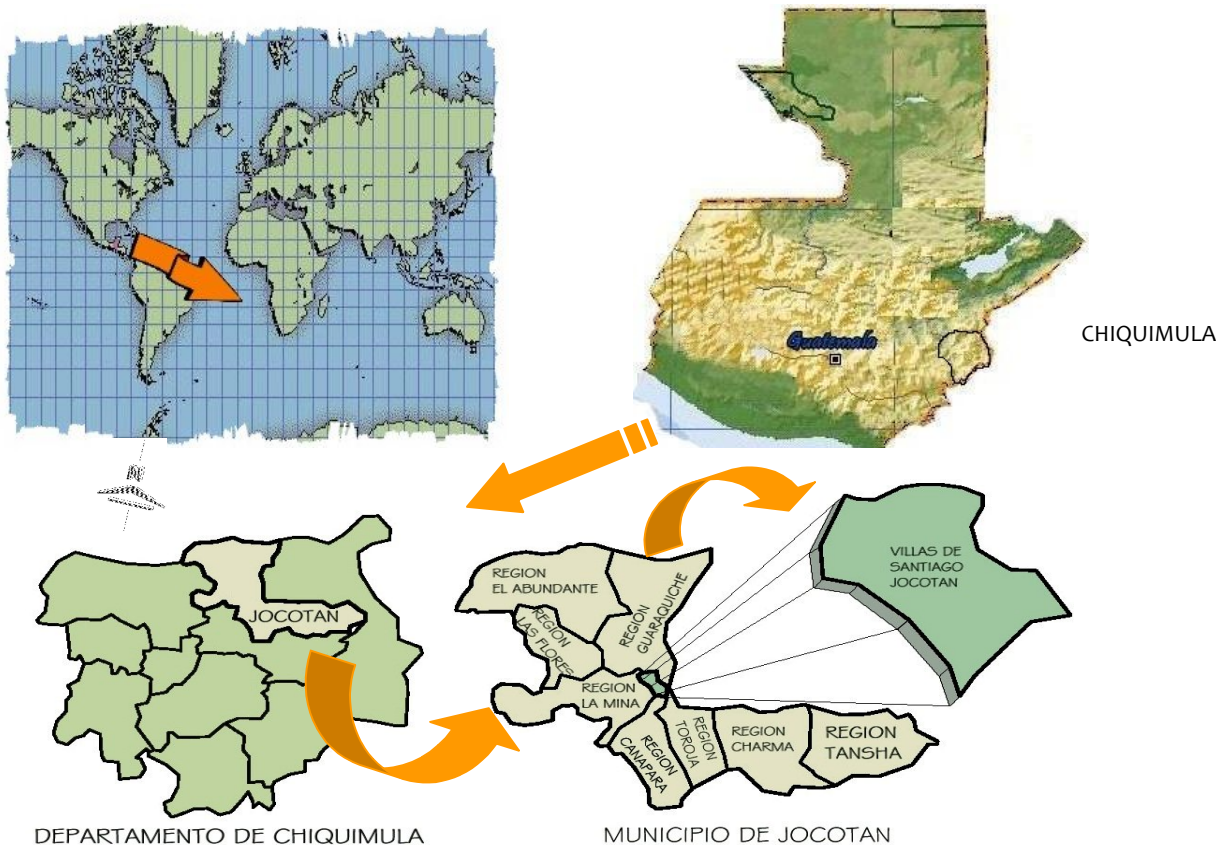 Guatemala
CHIQUIMULA
N
JOCOTAN
REGION
EL ABUNDANTE
REGION
GUARAQUICHE
REGION
LAS FLORES
REGION
LA MINA
REGION
CANAPARA
REGION
TOROJA
REGION
CHARMA
REGION
TANSHA
VILLAS DE
SANTIAGO
JOCOTAN
DEPARTAMENTO DE CHIQUIMULA
MUNICIPIO DE JOCOTAN